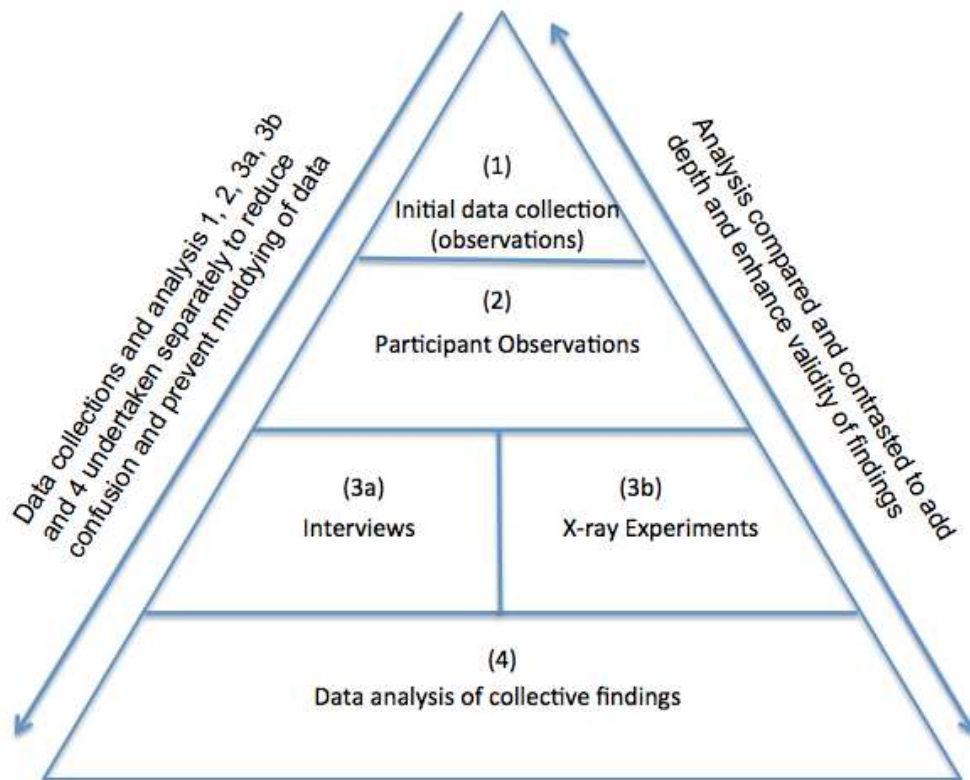 Data collections and analysis 1, 2, 3a, 3b
and 4 undertaken separately to reduce
confusion and prevent muddying of data
(1)
Initial data collection
(observations)
(2)
Participant Observations
(3a)
Interviews
(3b)
X-ray Experiments
(4)
Data analysis of collective findings
Analysis compared and contrasted to add
depth and enhance validity of findings